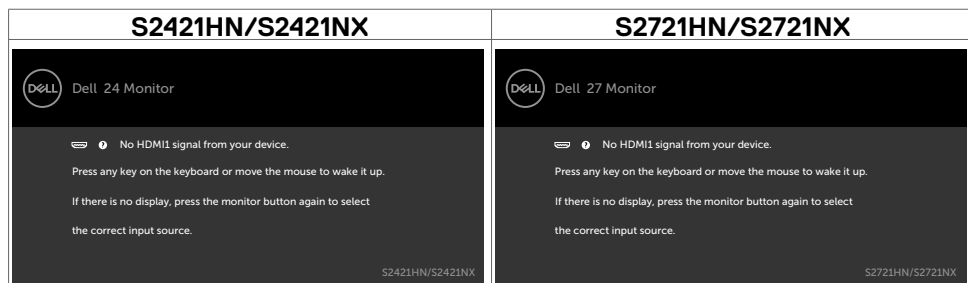 S2421HN/S2421NX
S2721HN/S2721NX
DELL
Dell 24 Monitor
No HDMI1 signal from your device.
Press any key on the keyboard or move the mouse to wake it up.
If there is no display, press the monitor button again to select
the correct input source.
S2421HN/S2421NX
DELL
Dell 27 Monitor
No HDMI1 signal from your device.
Press any key on the keyboard or move the mouse to wake it up.
If there is no display, press the monitor button again to select
the correct input source.
S2721HN/S2721NX